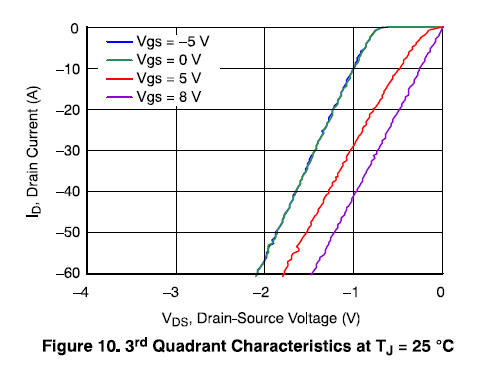 0
–10
–20
–30
–40
–50
–60
I_D, Drain Current (A)
Vgs = –5 V
Vgs = 0 V
Vgs = 5 V
Vgs = 8 V
–4 –3 –2 –1 0
V_DS, Drain–Source Voltage (V)
Figure 10. 3rd Quadrant Characteristics at T_J = 25 °C